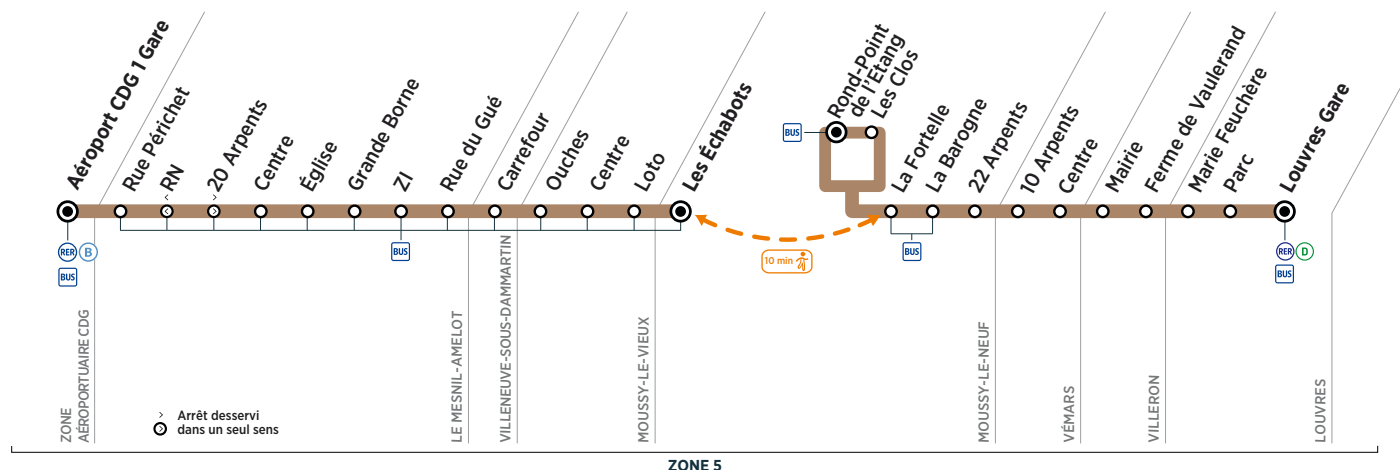 Aéroport CDG 1 Gare
Rue Périchet
RN
20 Arpents
Centre
Église
Grande Borne
ZI
Rue du Gué
Carrefour
Ouches
Centre
Loto
Les Échabots
Rond-Point
de l'Etang
Les Clos
La Fortelle
La Barogne
22 Arpents
10 Arpents
Centre
Mairie
Ferme de Vaulerand
Marie Feuchère
Parc
Louvres Gare
BUS
RER B
BUS
BUS
10 min
BUS
RER D
BUS
ZONE
AÉROPORTUAIRE CDG
LE MESNIL-AMELOT
VILLENEUVE-SOUS-DAMMARTIN
MOUSSY-LE-VIEUX
MOUSSY-LE-NEUF
VÉMARS
VILLERON
LOUVRES
Arrêt desservi
dans un seul sens
ZONE 5